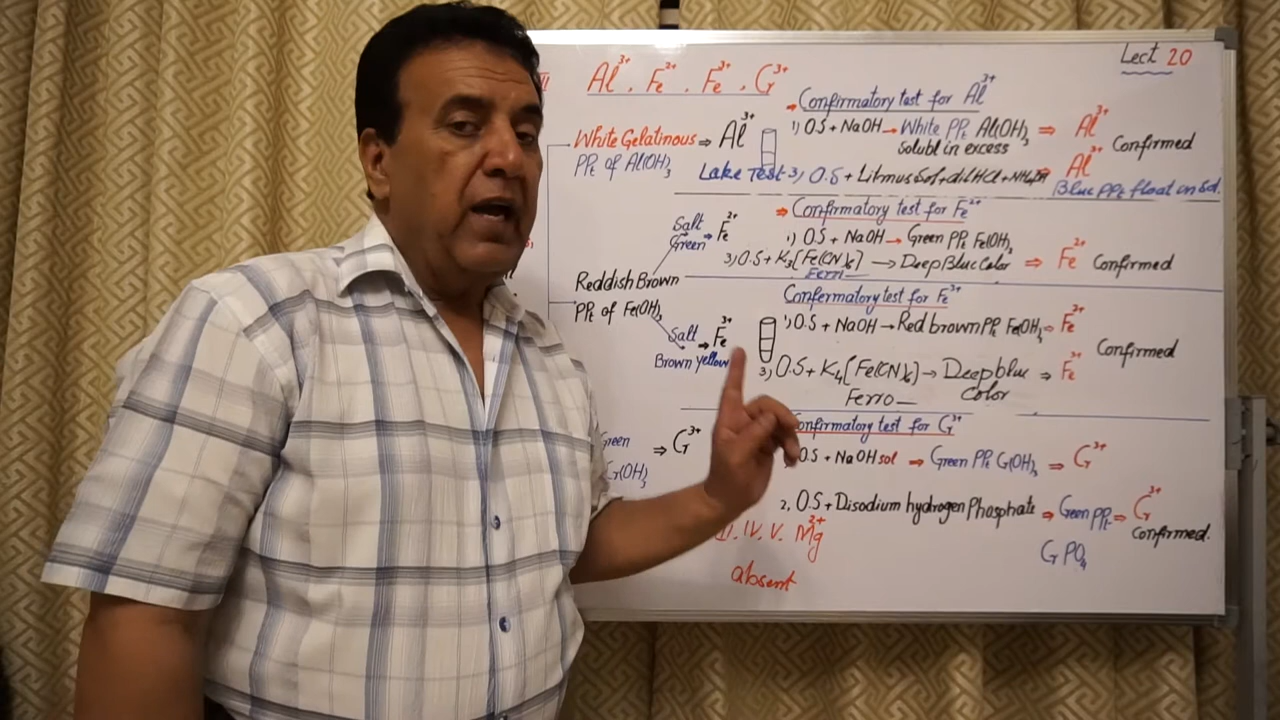 Lect 20
Al³⁺, Fe²⁺, Fe³⁺, Cr³⁺
White Gelatinous ⇒ Al³⁺
PPt of Al(OH)₃
Confirmatory test for Al³⁺
1) O.S + NaOH → White PPt Al(OH)₃ ⇒ Al³⁺ Confirmed
Solubl in excess
Lake Test 3) O.S + Litmus Sol + dil HCl + NH₄OH → Al³⁺
Blue PPt float on Sol.
Reddish Brown
PPt of Fe(OH)₃
Salt → Fe²⁺
Green
Confirmatory test for Fe²⁺
1) O.S + NaOH → Green PPt Fe(OH)₂
3) O.S + K₃[Fe(CN)₆] → Deep Blue Color ⇒ Fe²⁺ Confirmed
Ferri
Salt → Fe³⁺
Brown yellow
Confermatory test for Fe³⁺
1) O.S + NaOH → Red brown PPt Fe(OH)₃ ⇒ Fe³⁺
3) O.S + K₄[Fe(CN)₆] → Deep blue ⇒ Fe³⁺
Color
Confirmed
Ferro
Green ⇒ Cr³⁺
Cr(OH)₃
onfirmatory test for Cr³⁺
O.S + NaOH sol → Green PPt Cr(OH)₃ ⇒ Cr³⁺
2, O.S + Disodium hydrogen Phosphate ⇒ Green PPt ⇒ Cr³⁺
Confirmed.
Cr PO₄
IV. V. Mg²⁺
absent